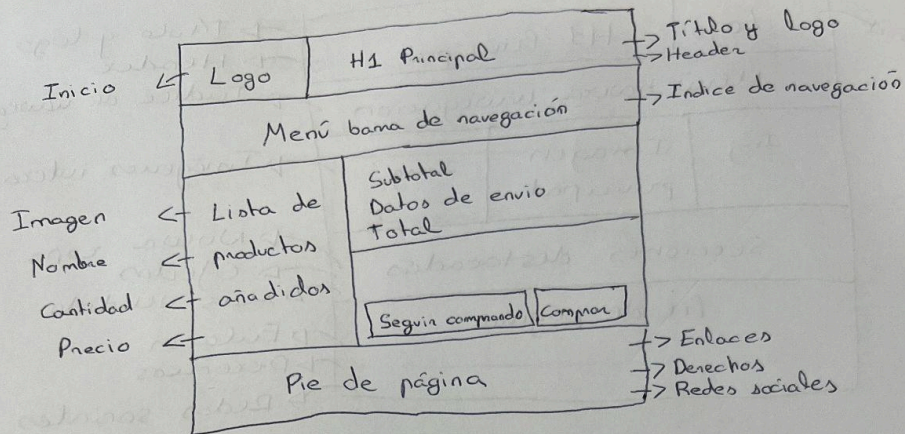 Título y logo
Inicio Logo H1 Principal Header
Menú barra de navegación Indice de navegación
Subtotal
Imagen Lista de Datos de envio
Nombre productos Total
Cantidad añadidos
Precio Seguir comprando Comprar
Enlaces
Pie de página Derechos
Redes sociales